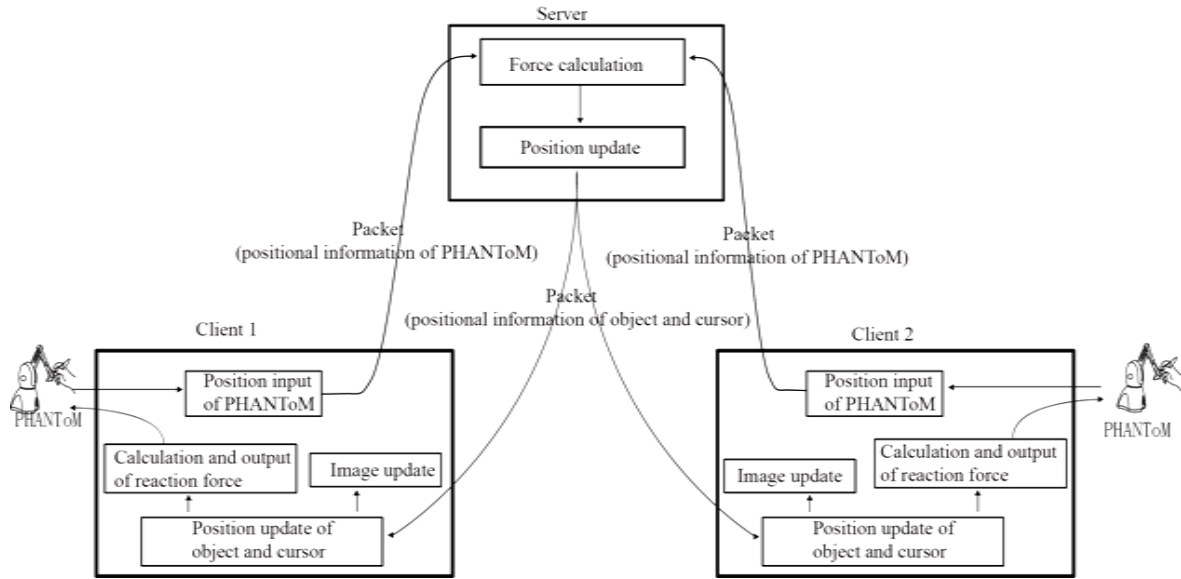 Server
Force calculation
Position update
Packet
(positional information of PHANToM)
Packet
(positional information of PHANToM)
Packet
(positional information of object and cursor)
Client 1
PHANToM
Position input
of PHANToM
Calculation and output
of reaction force
Image update
Position update of
object and cursor
Client 2
Position input
of PHANToM
PHANToM
Image update
Calculation and output
of reaction force
Position update of
object and cursor